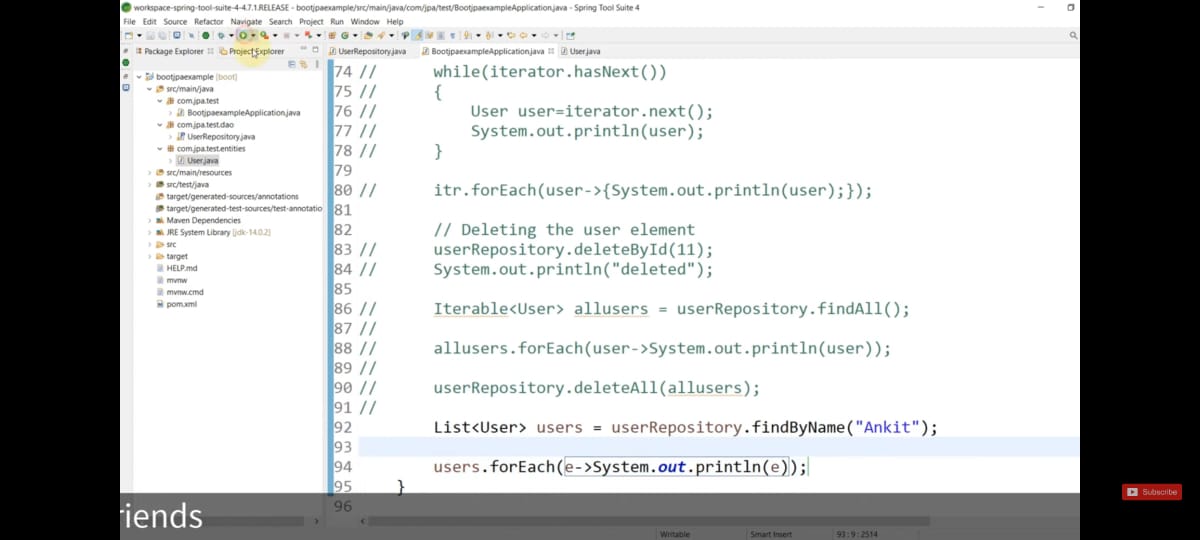 workspace-spring-tool-suite-4-4.7.1.RELEASE - bootjpaexample/src/main/java/com/jpa/test/BootjpaexampleApplication.java - Spring Tool Suite 4
File Edit Source Refactor Navigate Search Project Run Window Help
Package Explorer Project Explorer UserRepository.java BootjpaexampleApplication.java User.java
bootjpaexample [boot]
src/main/java
com.jpa.test
BootjpaexampleApplication.java
com.jpa.test.dao
UserRepository.java
com.jpa.test.entities
User.java
src/main/resources
src/test/java
target/generated-sources/annotations
target/generated-test-sources/test-annotatio
Maven Dependencies
JRE System Library [jdk-14.0.2]
src
target
HELP.md
mvnw
mvnw.cmd
pom.xml
74 // while(iterator.hasNext())
75 // {
76 // User user=iterator.next();
77 // System.out.println(user);
78 // }
79
80 // itr.forEach(user->{System.out.println(user);});
81
82 // Deleting the user element
83 // userRepository.deleteById(11);
84 // System.out.println("deleted");
85
86 // Iterable<User> allusers = userRepository.findAll();
87 //
88 // allusers.forEach(user->System.out.println(user));
89 //
90 // userRepository.deleteAll(allusers);
91 //
92 List<User> users = userRepository.findByName("Ankit");
93
94 users.forEach(e->System.out.println(e));
95 }
96
riends
Writable Smart Insert 93:9:2514
Subscribe